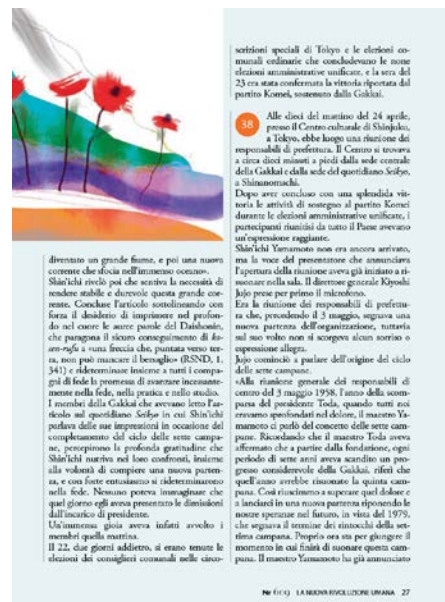 diventato un grande fiume, e poi una nuova
corrente che sfocia nell'immenso oceano».
Shin'ichi rivelò poi che sentiva la necessità di
rendere stabile e durevole questa grande cor-
rente. Concluse l'articolo sottolineando con
forza il desiderio di imprimere nel profon-
do nel cuore le auree parole del Daishonin,
che paragona il sicuro conseguimento di ko-
sen-rufu a «una freccia che, puntata verso ter-
ra, non può mancare il bersaglio» (RSND, 1,
341) e rideterminare insieme a tutti i compa-
gni di fede la promessa di avanzare incessante-
mente nella fede, nella pratica e nello studio.
I membri della Gakkai che avevano letto l'ar-
ticolo sul quotidiano Seikyo in cui Shin'ichi
parlava delle sue impressioni in occasione del
completamento del ciclo delle sette campa-
ne, percepirono la profonda gratitudine che
Shin'ichi nutriva nei loro confronti, insieme
alla volontà di compiere una nuova parten-
za, e con forte entusiasmo si rideterminarono
nella fede. Nessuno poteva immaginare che
quel giorno egli aveva presentato le dimissioni
dall'incarico di presidente.
Un'immensa gioia aveva infatti avvolto i
membri quella mattina.
Il 22, due giorni addietro, si erano tenute le
elezioni dei consiglieri comunali nelle circo-
scrizioni speciali di Tokyo e le elezioni co-
munali ordinarie che concludevano le none
elezioni amministrative unificate, e la sera del
23 era stata confermata la vittoria riportata dal
partito Komei, sostenuto dalla Gakkai.
38
Alle dieci del mattino del 24 aprile,
presso il Centro culturale di Shinjuku,
a Tokyo, ebbe luogo una riunione dei
responsabili di prefettura. Il Centro si trovava
a circa dieci minuti a piedi dalla sede centrale
della Gakkai e dalla sede del quotidiano Seikyo,
a Shinanomachi.
Dopo aver concluso con una splendida vit-
toria le attività di sostegno al partito Komei
durante le elezioni amministrative unificate, i
partecipanti riunitisi da tutto il Paese avevano
un'espressione raggiante.
Shin'ichi Yamamoto non era ancora arrivato,
ma la voce del presentatore che annunciava
l'apertura della riunione aveva già iniziato a ri-
suonare nella sala. Il direttore generale Kiyoshi
Jujo prese per primo il microfono.
Era la riunione dei responsabili di prefettu-
ra che, precedendo il 3 maggio, segnava una
nuova partenza dell'organizzazione, tuttavia
sul suo volto non si scorgeva alcun sorriso o
espressione allegra.
Jujo cominciò a parlare dell'origine del ciclo
delle sette campane.
«Alla riunione generale dei responsabili di
centro del 3 maggio 1958, l'anno della scom-
parsa del presidente Toda, quando tutti noi
eravamo sprofondati nel dolore, il maestro Ya-
mamoto ci parlò del concetto delle sette cam-
pane. Ricordando che il maestro Toda aveva
affermato che a partire dalla fondazione, ogni
periodo di sette anni aveva scandito un pro-
gresso considerevole della Gakkai, riferì che
quell'anno avrebbe risuonato la quinta cam-
pana. Così riuscimmo a superare quel dolore e
a lanciarci in una nuova partenza riponendo le
nostre speranze nel futuro, in vista del 1979,
che segnava il termine dei rintocchi della set-
tima campana. Proprio ora sta per giungere il
momento in cui finirà di suonare questa cam-
pana. Il maestro Yamamoto ha già annunciato
Nr 609 LA NUOVA RIVOLUZIONE UMANA 27